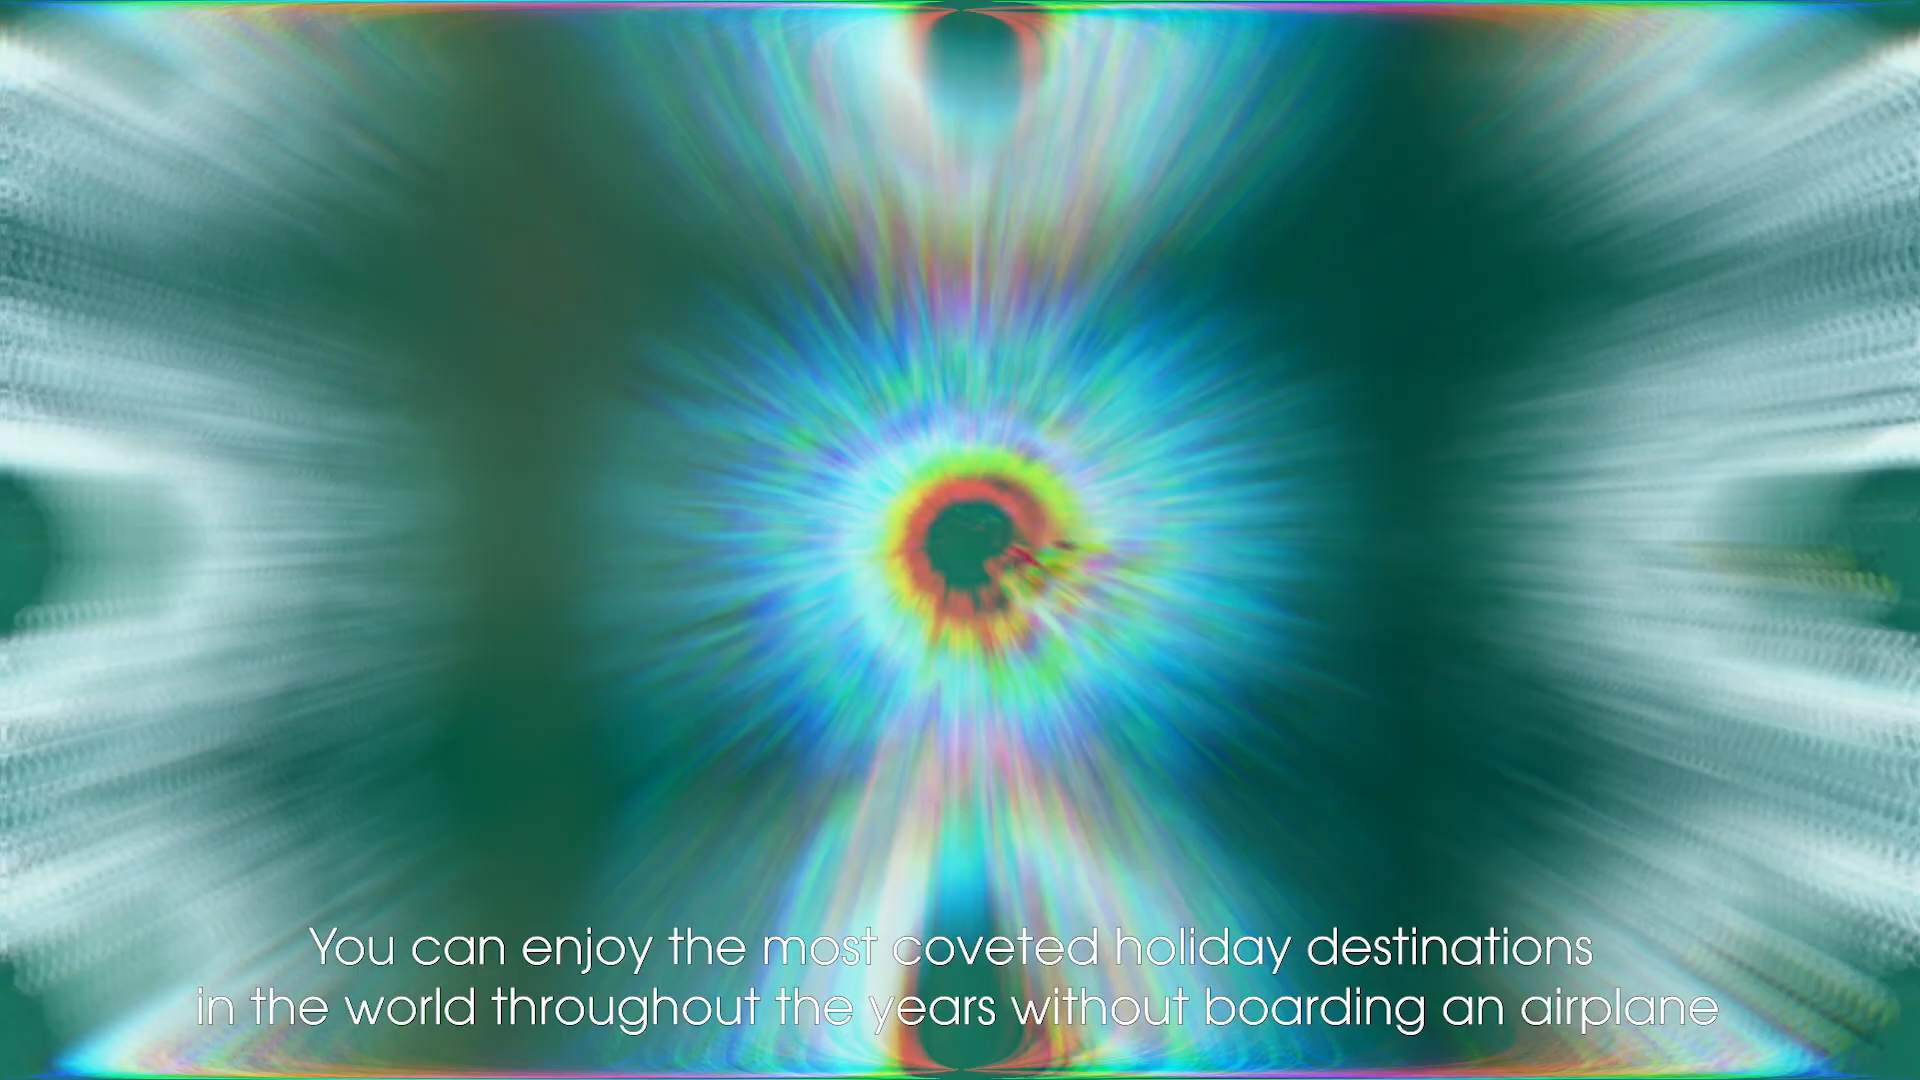 You can enjoy the most coveted holiday destinations
in the world throughout the years without boarding an airplane